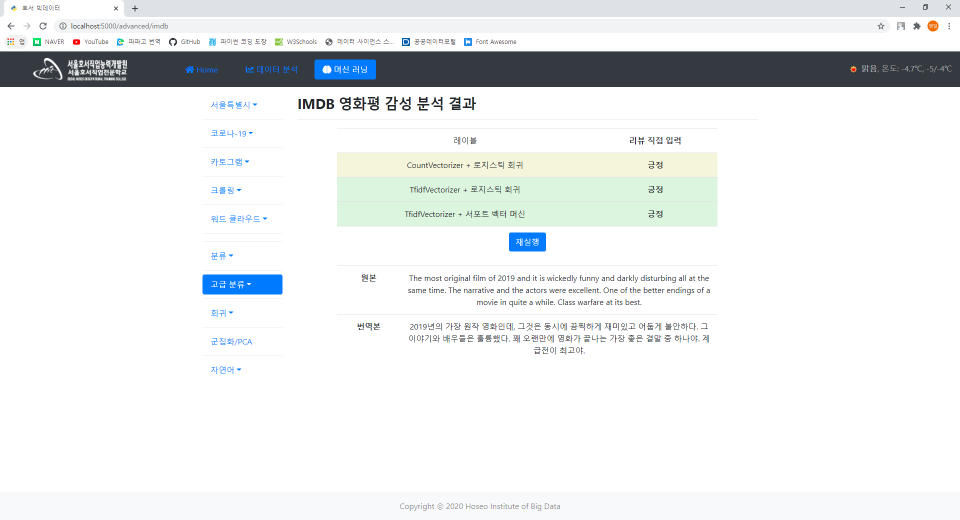 호서 빅데이터
localhost:5000/advanced/imdb
앱 NAVER YouTube 파파고 번역 GitHub 파이썬 코딩 도장 W3Schools 데이터 사이언스 스... 공공데이터포털 Font Awesome
서울호서직업능력개발원
서울호서직업전문학교
Home 데이터 분석 머신 러닝 맑음, 온도: -4.7℃, -5/-4℃
서울특별시
코로나-19
카토그램
크롤링
워드 클라우드
분류
고급 분류
회귀
군집화/PCA
자연어
IMDB 영화평 감성 분석 결과
레이블 리뷰 직접 입력
CountVectorizer + 로지스틱 회귀 긍정
TfidfVectorizer + 로지스틱 회귀 긍정
TfidfVectorizer + 서포트 벡터 머신 긍정
재실행
원본 The most original film of 2019 and it is wickedly funny and darkly disturbing all at the
same time. The narrative and the actors were excellent. One of the better endings of a
movie in quite a while. Class warfare at its best.
번역본 2019년의 가장 원작 영화인데, 그것은 동시에 끔찍하게 재미있고 어둡게 불안하다. 그
이야기와 배우들은 훌륭했다. 꽤 오랜만에 영화가 끝나는 가장 좋은 결말 중 하나야. 계
급전이 최고야.
Copyright © 2020 Hoseo Institute of Big Data